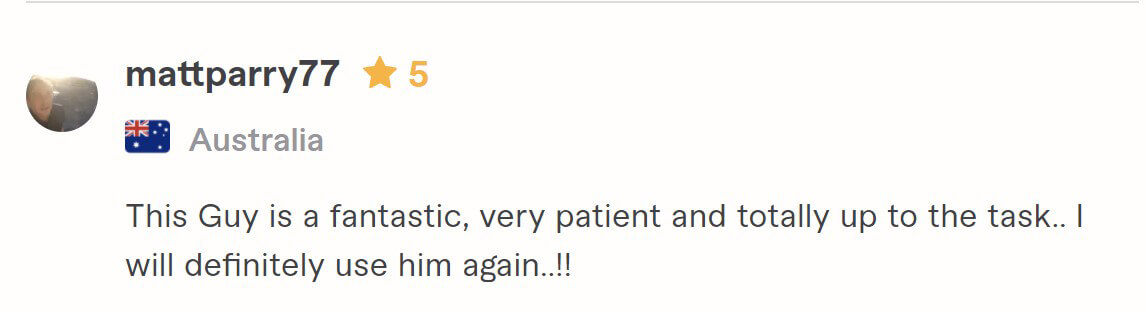 mattparry77 ★ 5
Australia
This Guy is a fantastic, very patient and totally up to the task.. I
will definitely use him again..!!